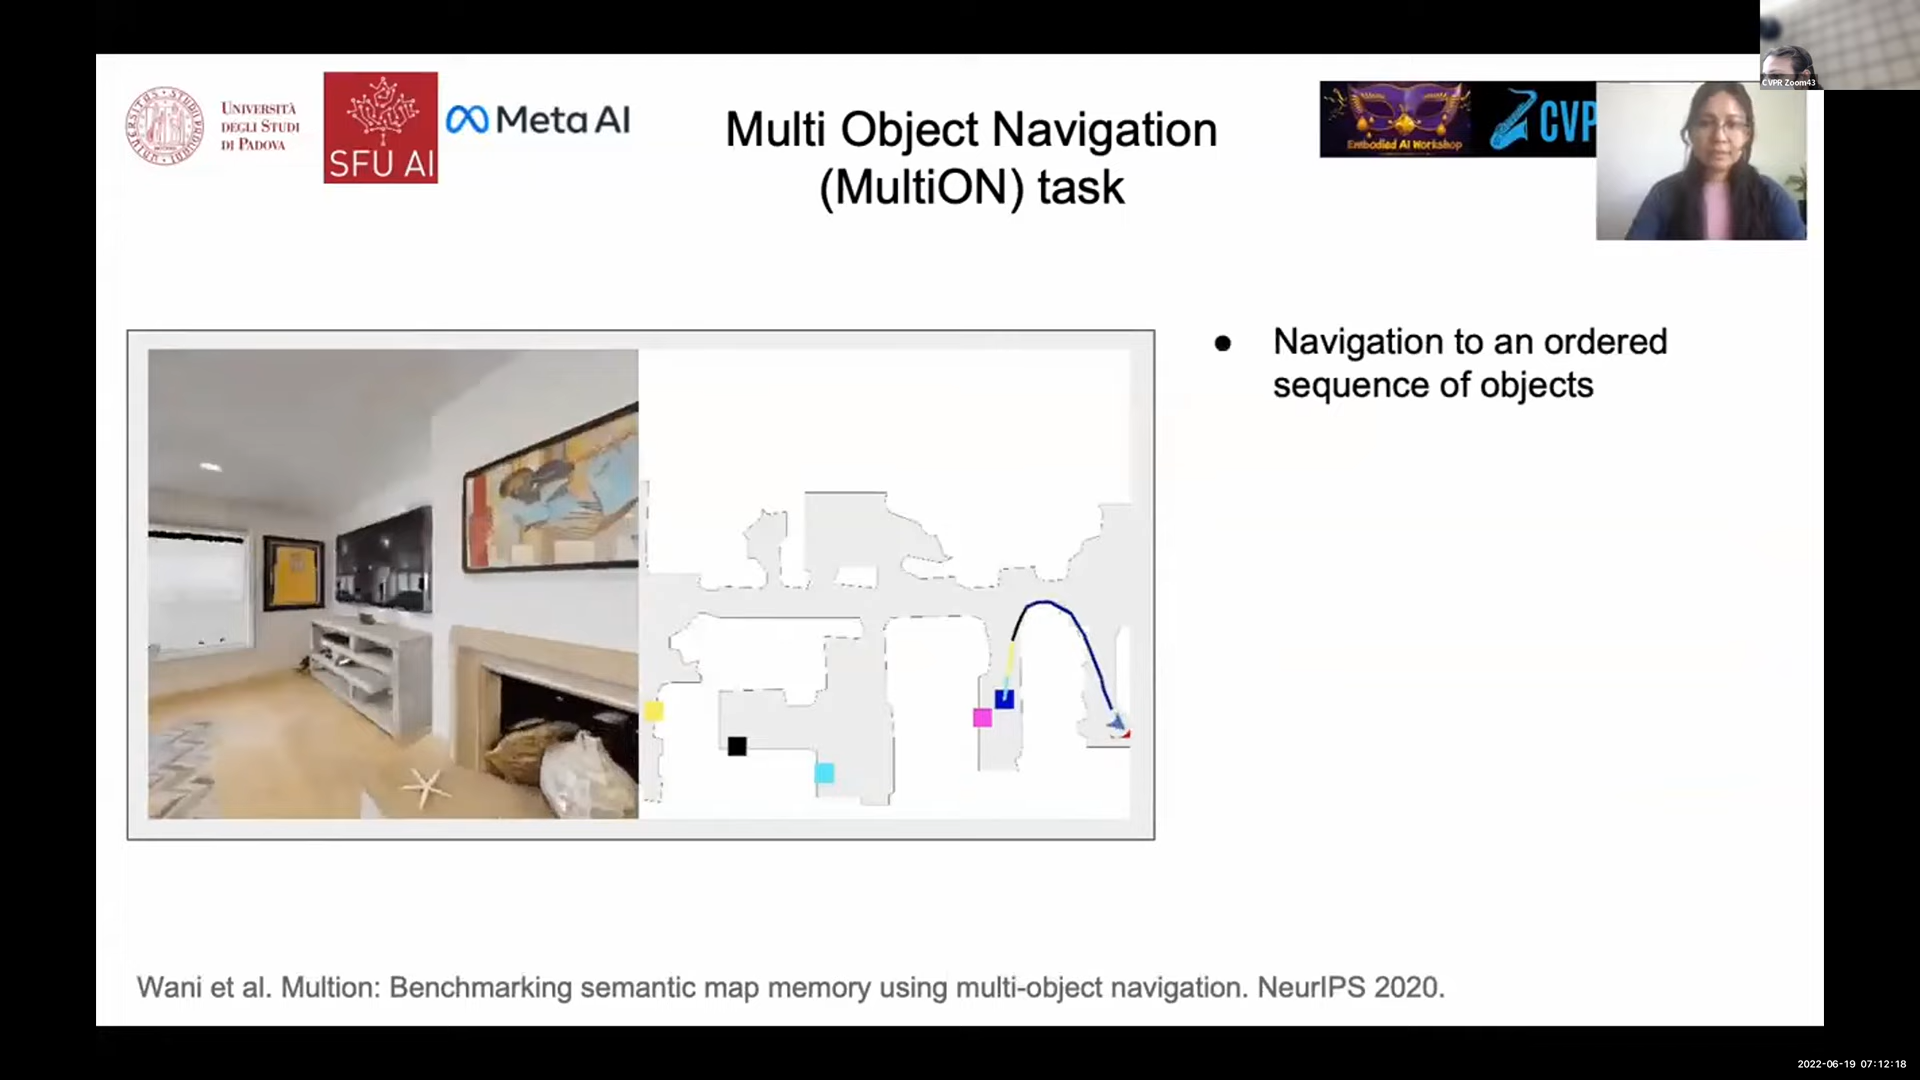 UNIVERSITÀ
DEGLI STUDI
DI PADOVA
SFU AI
Meta AI
Multi Object Navigation
(MultiON) task
Embodied AI Workshop
CVP
CVPR Zoom43
Navigation to an ordered
sequence of objects
Wani et al. Multion: Benchmarking semantic map memory using multi-object navigation. NeurIPS 2020.
2022-06-19 07:12:18